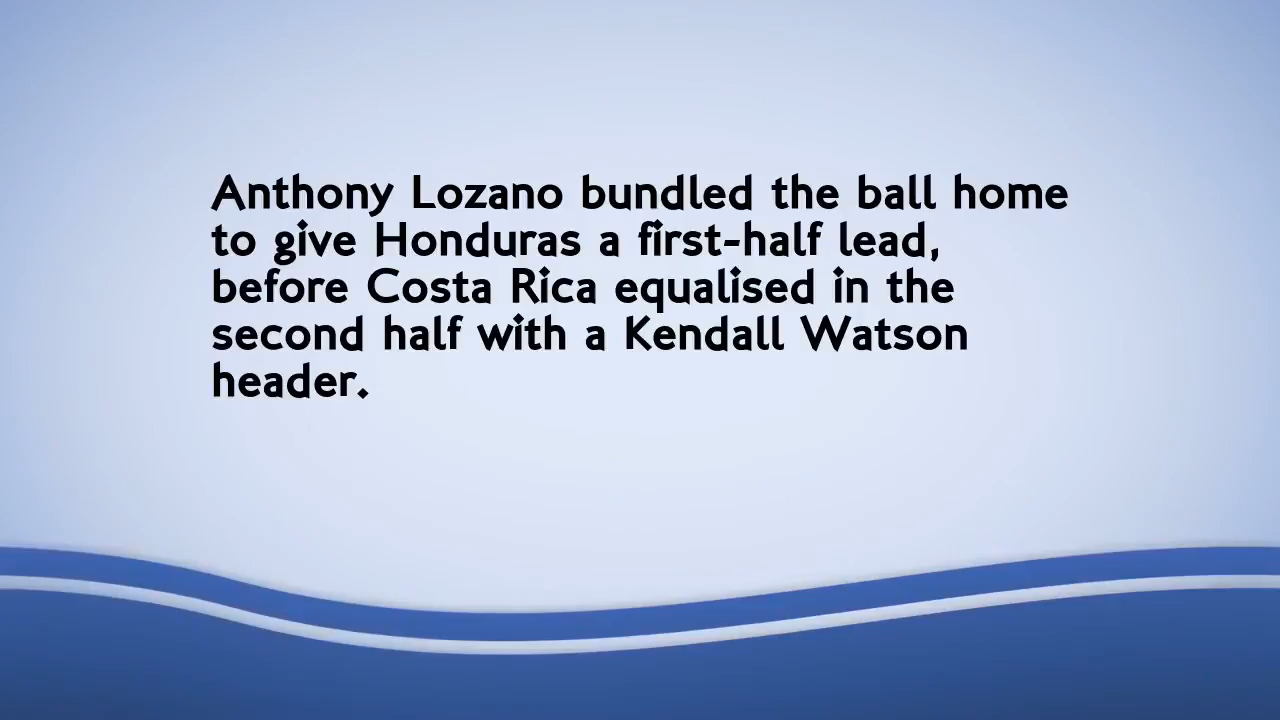 Anthony Lozano bundled the ball home
to give Honduras a first-half lead,
before Costa Rica equalised in the
second half with a Kendall Watson
header.